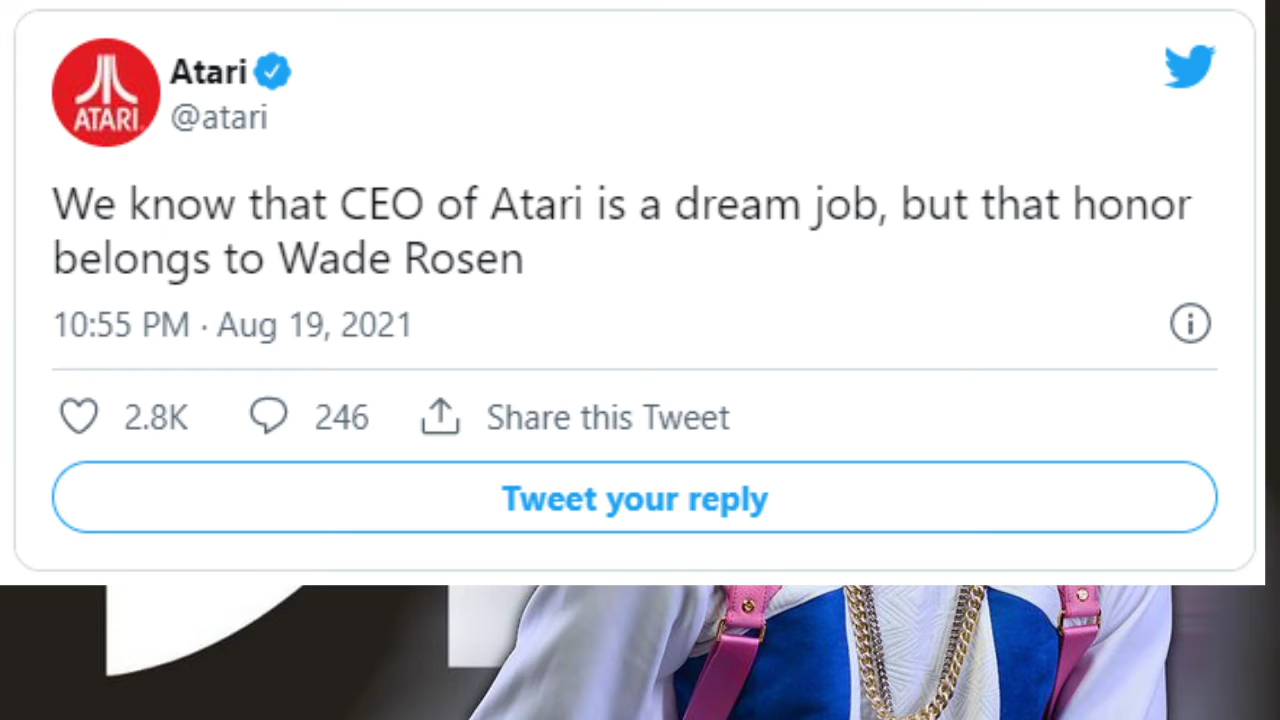 Atari
@atari
ATARI
We know that CEO of Atari is a dream job, but that honor
belongs to Wade Rosen
10:55 PM · Aug 19, 2021
2.8K 246 Share this Tweet
Tweet your reply